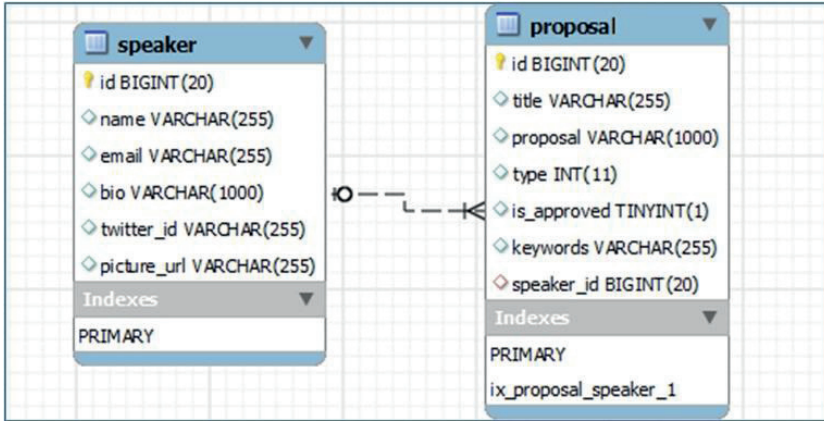 speaker
id BIGINT(20)
name VARCHAR(255)
email VARCHAR(255)
bio VARCHAR(1000)
twitter_id VARCHAR(255)
picture_url VARCHAR(255)
Indexes
PRIMARY
proposal
id BIGINT(20)
title VARCHAR(255)
proposal VARCHAR(1000)
type INT(11)
is_approved TINYINT(1)
keywords VARCHAR(255)
speaker_id BIGINT(20)
Indexes
PRIMARY
ix_proposal_speaker_1